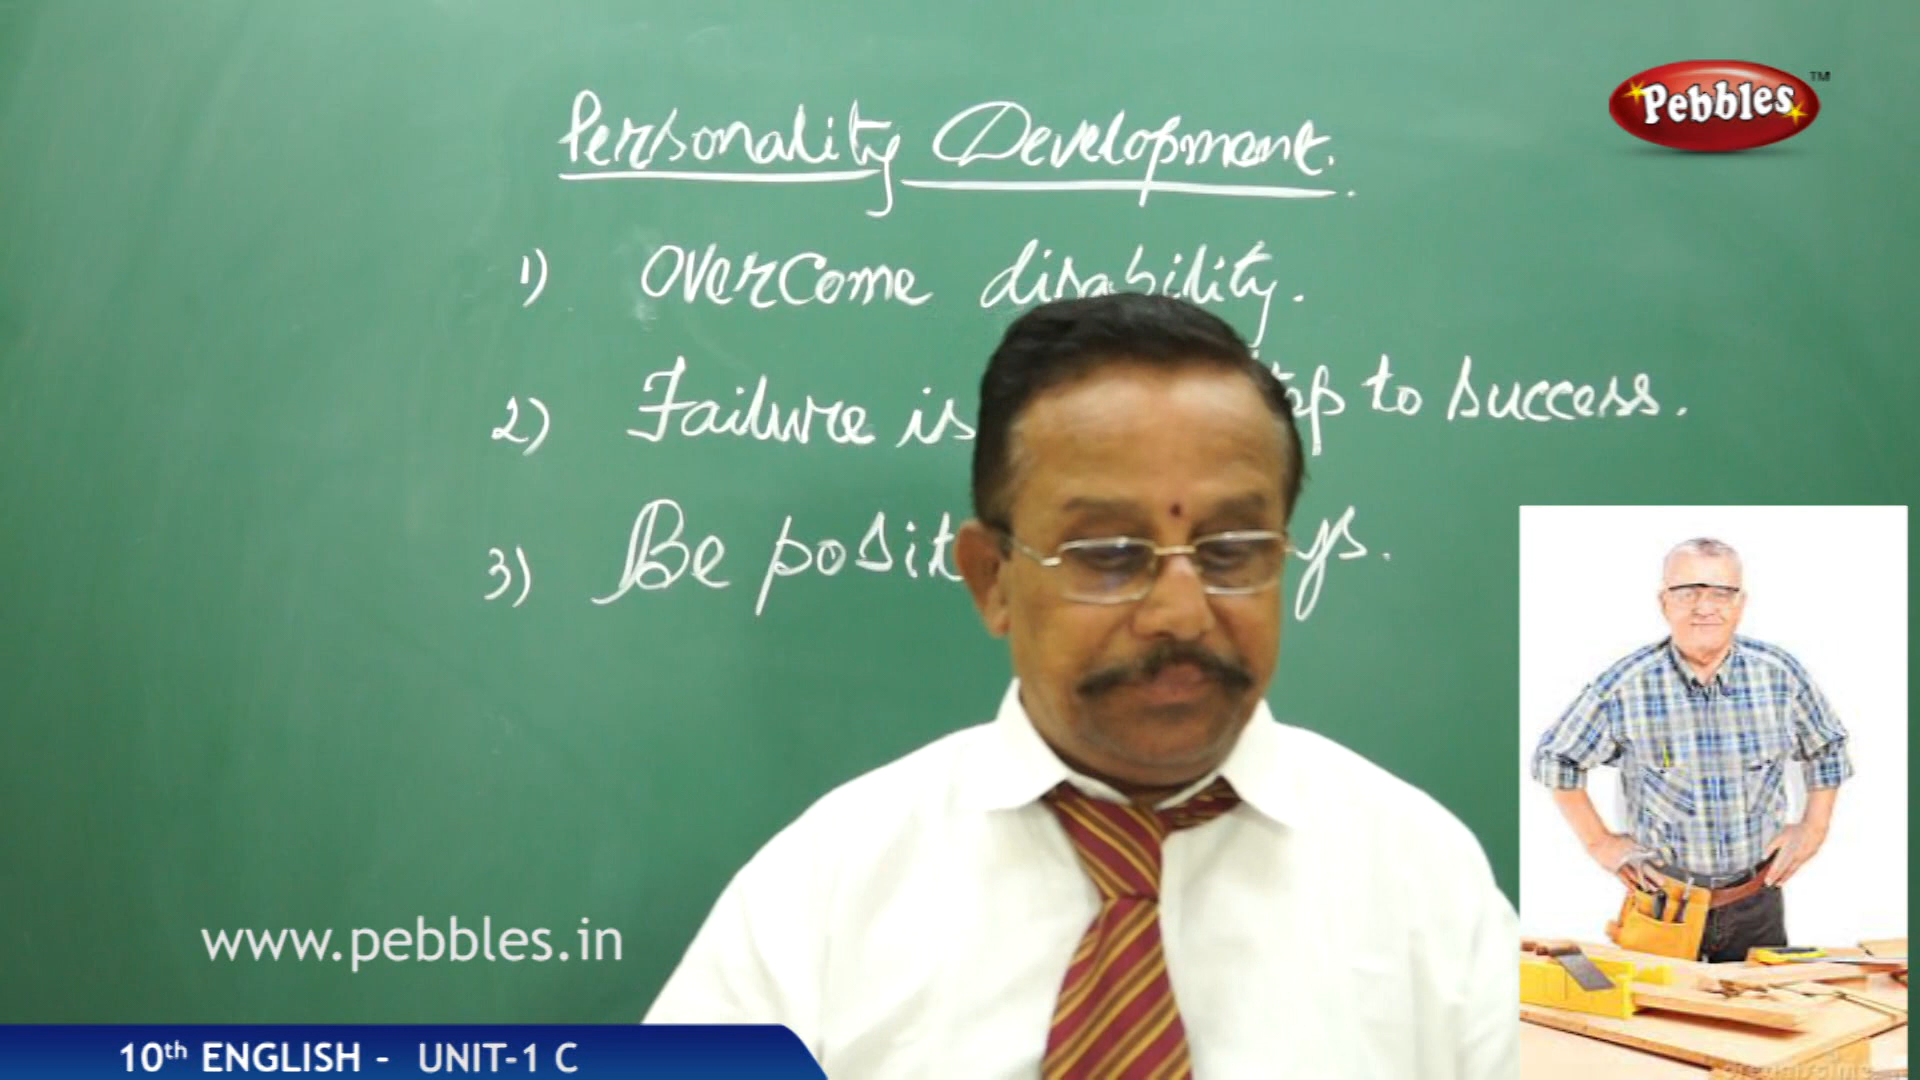 Pebbles TM
Personality Development.
1) Overcome disability.
2) Failure is to success.
3) Be
www.pebbles.in
10th ENGLISH - UNIT-1 C